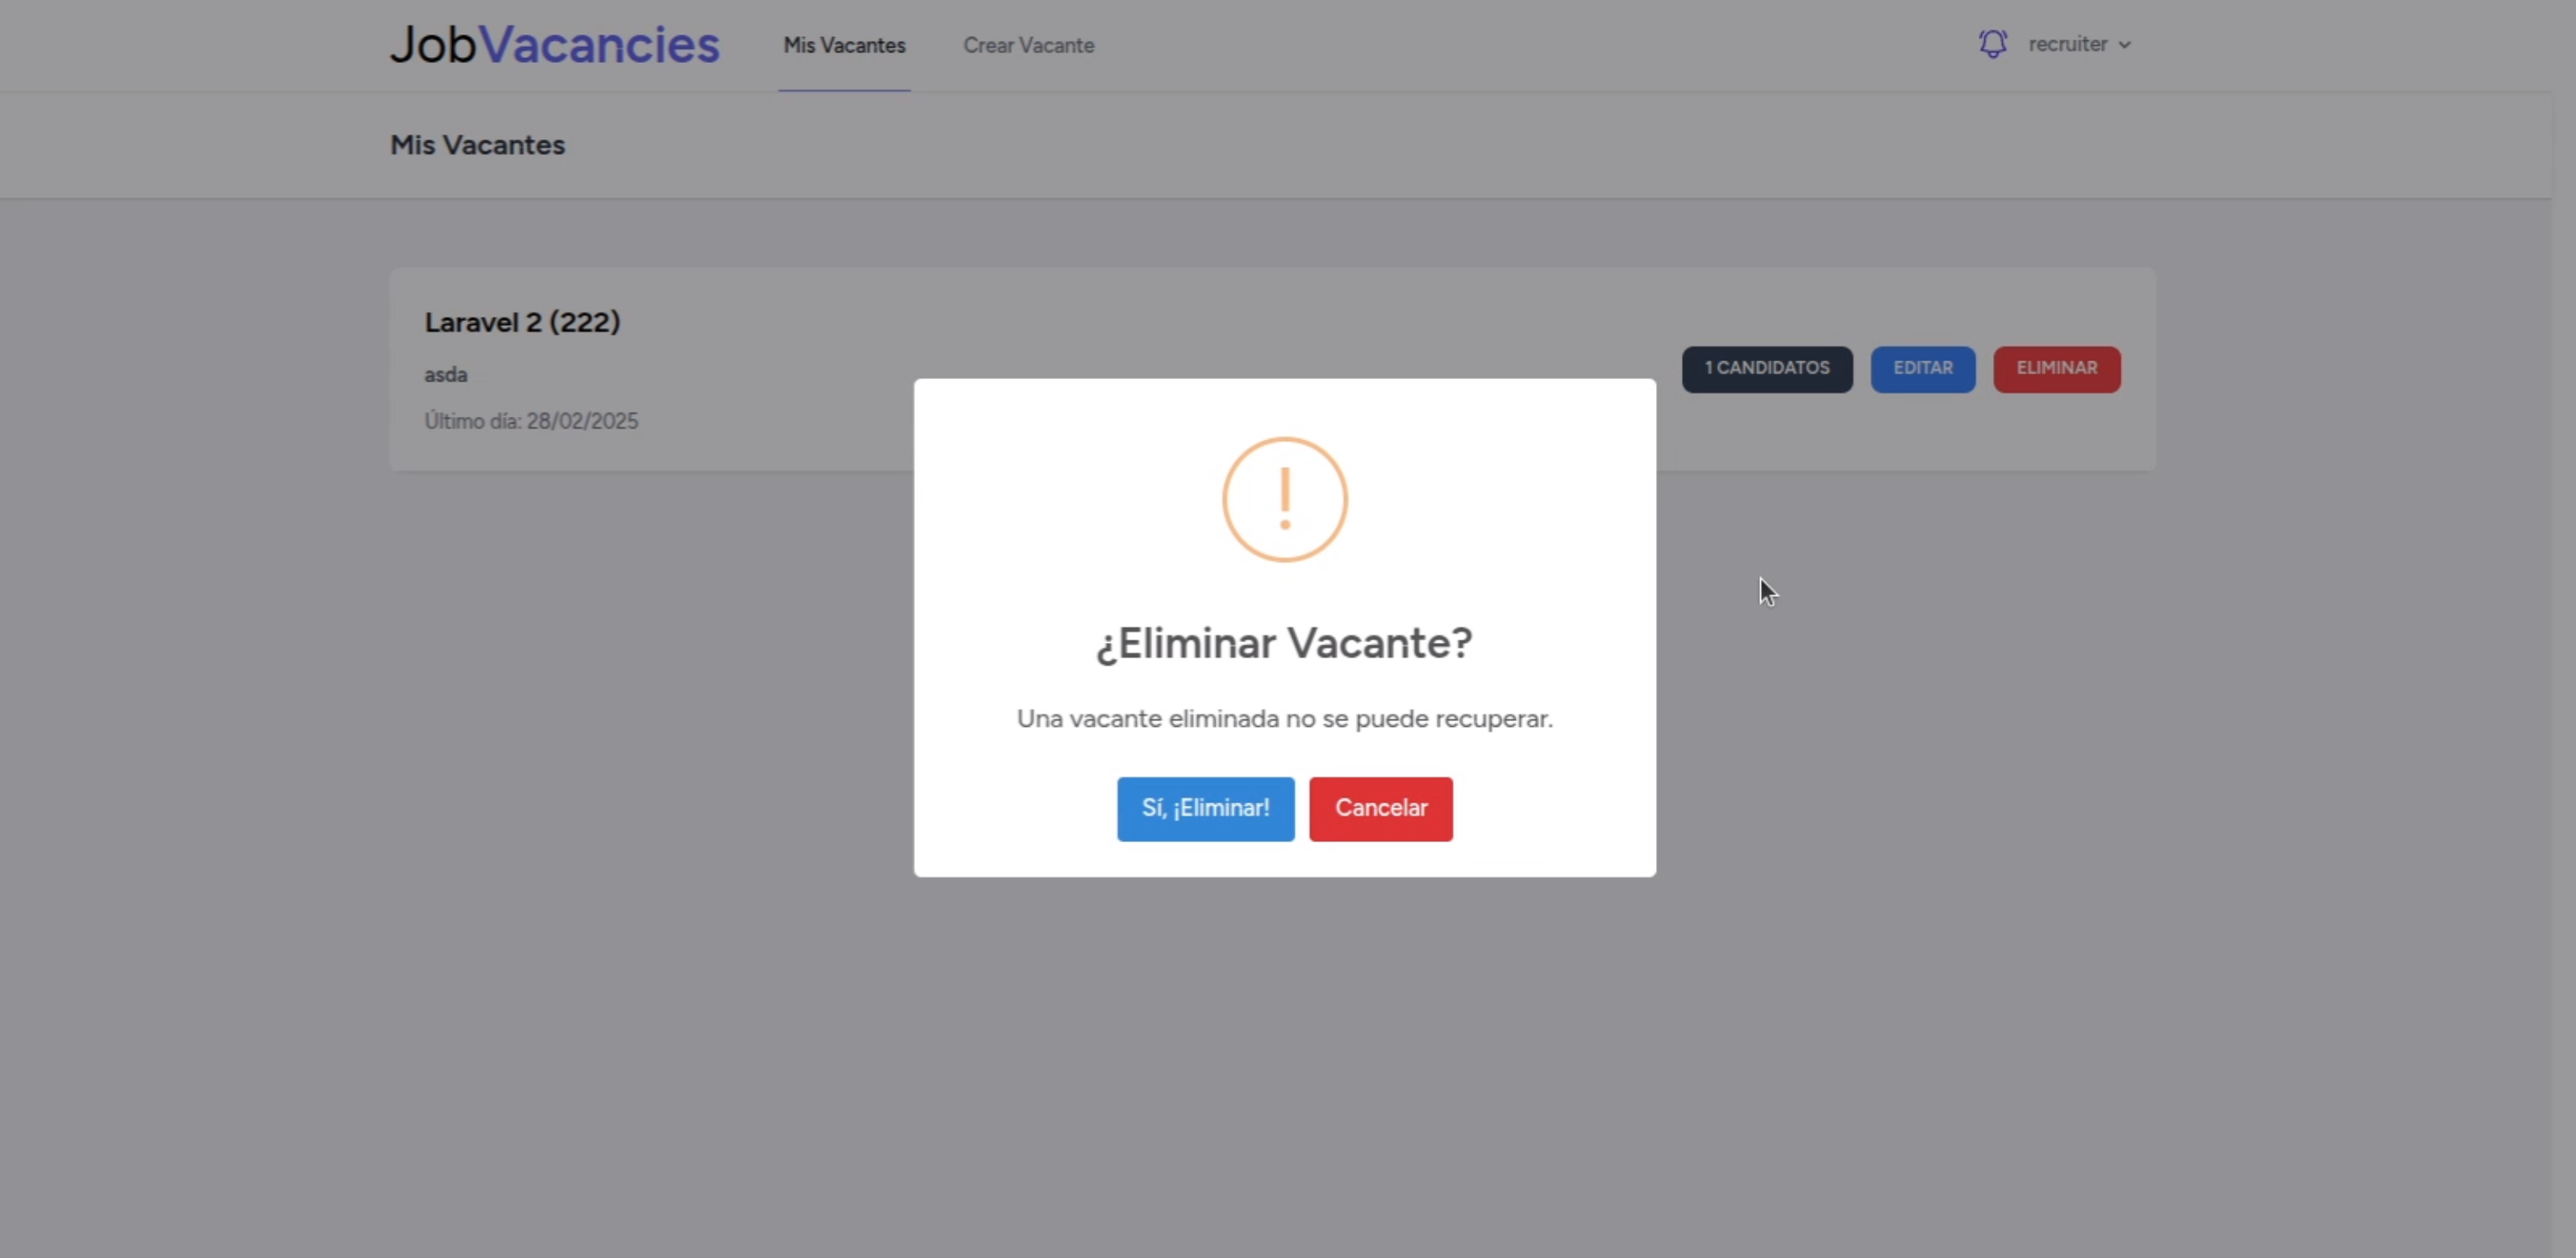 JobVacancies Mis Vacantes Crear Vacante recruiter
Mis Vacantes
Laravel 2 (222)
asda
Último día: 28/02/2025
1 CANDIDATOS EDITAR ELIMINAR
¿Eliminar Vacante?
Una vacante eliminada no se puede recuperar.
Sí, ¡Eliminar! Cancelar